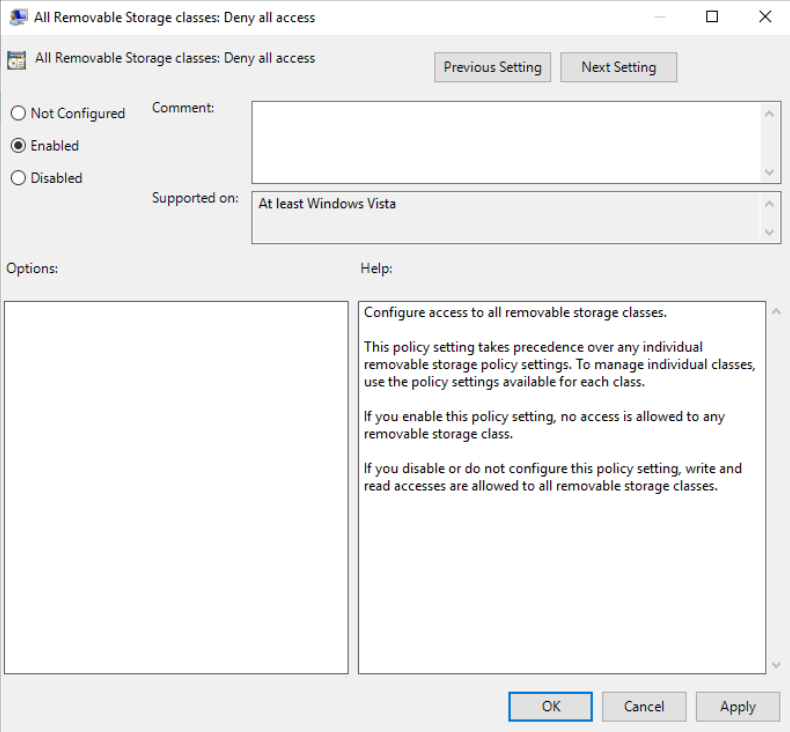 All Removable Storage classes: Deny all access
All Removable Storage classes: Deny all access
Previous Setting
Next Setting
Not Configured
Comment:
Enabled
Disabled
Supported on:
At least Windows Vista
Options:
Help:
Configure access to all removable storage classes.
This policy setting takes precedence over any individual
removable storage policy settings. To manage individual classes,
use the policy settings available for each class.
If you enable this policy setting, no access is allowed to any
removable storage class.
If you disable or do not configure this policy setting, write and
read accesses are allowed to all removable storage classes.
OK
Cancel
Apply